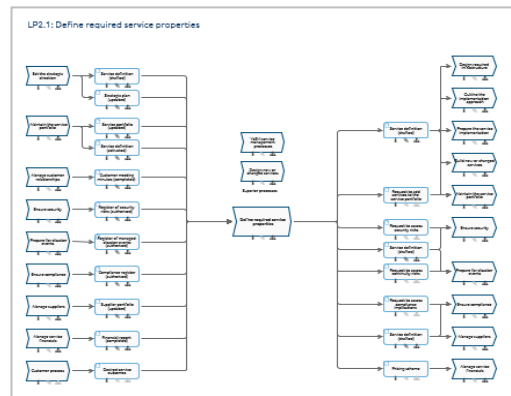 LP2.1: Define required service properties
Set the strategic direction
Service definition (drafted)
Strategic plan (updated)
Maintain the service portfolio
Service portfolio (updated)
Service definition (activated)
Manage customer relationships
Customer meeting minutes (completed)
Ensure security
Register of security risks (authorized)
Prepare for disaster events
Register of managed disaster events (authorized)
Ensure compliance
Compliance register (authorized)
Manage suppliers
Supplier portfolio (updated)
Manage service financials
Financial report (completed)
Customer process
Desired service outcomes
YaSM service management processes
Design new or changed services
Superior processes
Define required service properties
Service definition (drafted)
Request to add services to the service portfolio
Request to assess security risks
Service definition (drafted)
Request to assess continuity risks
Request to assess compliance implications
Service definition (drafted)
Pricing scheme
Design required infrastructure
Outline the implementation approach
Prepare the service implementation
Build new or changed services
Maintain the service portfolio
Ensure security
Prepare for disaster events
Ensure compliance
Manage suppliers
Manage service financials